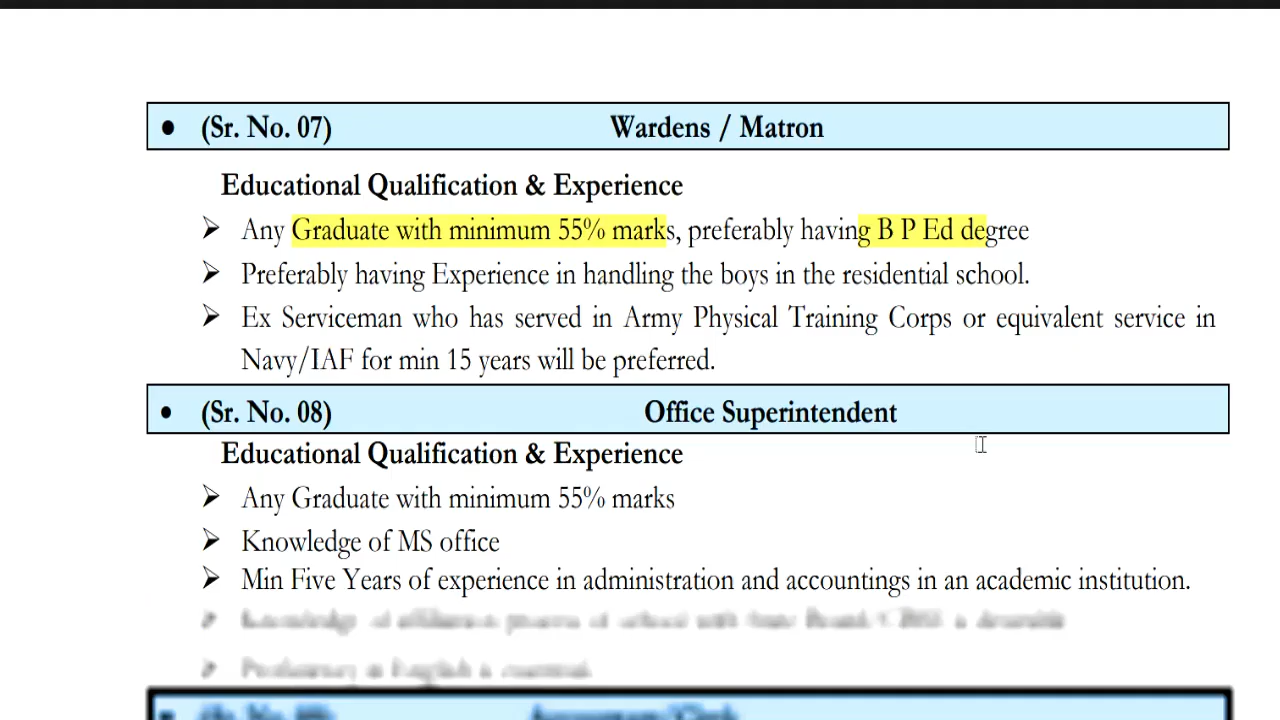 • (Sr. No. 07) Wardens / Matron
Educational Qualification & Experience
➢ Any Graduate with minimum 55% marks, preferably having B P Ed degree
➢ Preferably having Experience in handling the boys in the residential school.
➢ Ex Serviceman who has served in Army Physical Training Corps or equivalent service in
Navy/IAF for min 15 years will be preferred.
• (Sr. No. 08) Office Superintendent
Educational Qualification & Experience
➢ Any Graduate with minimum 55% marks
➢ Knowledge of MS office
➢ Min Five Years of experience in administration and accountings in an academic institution.